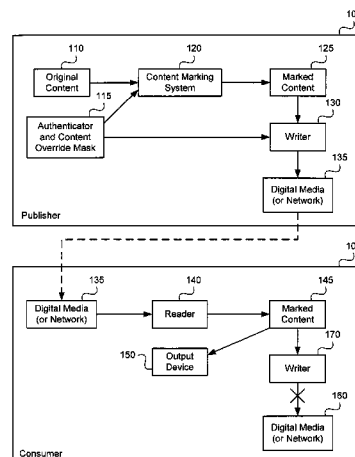 10
110
120
125
Original
Content
Content Marking
System
Marked
Content
115
130
Authenticator
and Content
Override Mask
Writer
135
Digital Media
(or Network)
Publisher
10
135
140
145
Digital Media
(or Network)
Reader
Marked
Content
150
Output
Device
170
Writer
160
Digital Media
(or Network)
Consumer